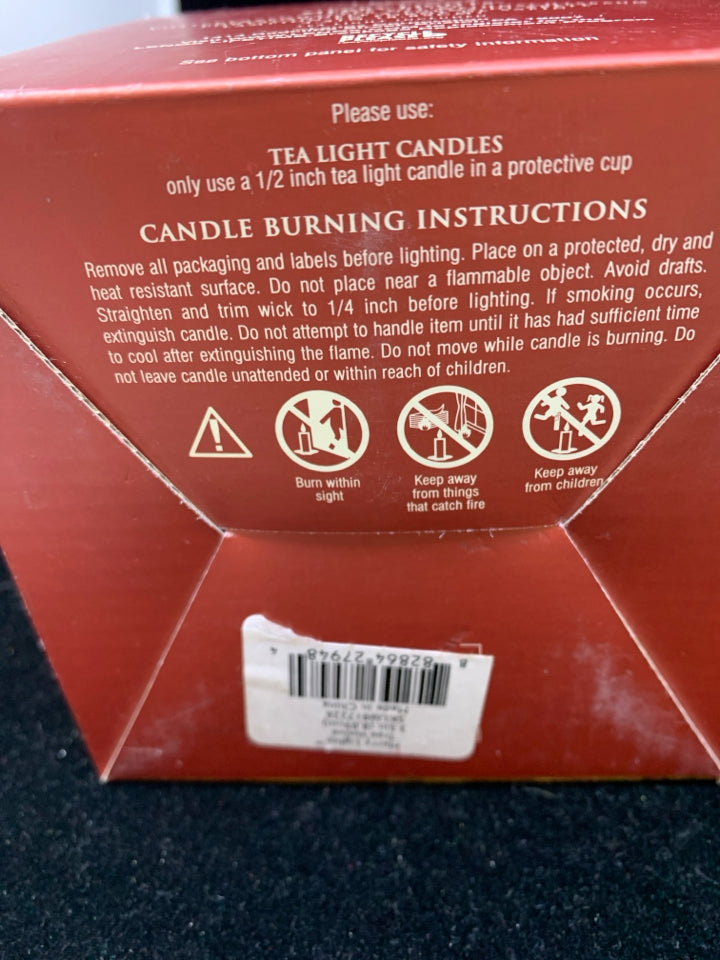 See bottom panel for safety information
Please use:
TEA LIGHT CANDLES
only use a 1/2 inch tea light candle in a protective cup
CANDLE BURNING INSTRUCTIONS
Remove all packaging and labels before lighting. Place on a protected, dry and
heat resistant surface. Do not place near a flammable object. Avoid drafts.
Straighten and trim wick to 1/4 inch before lighting. If smoking occurs,
extinguish candle. Do not attempt to handle item until it has had sufficient time
to cool after extinguishing the flame. Do not move while candle is burning. Do
not leave candle unattended or within reach of children.
Burn within
sight
Keep away
from things
that catch fire
Keep away
from children
8 82864 27948 4
Made in China